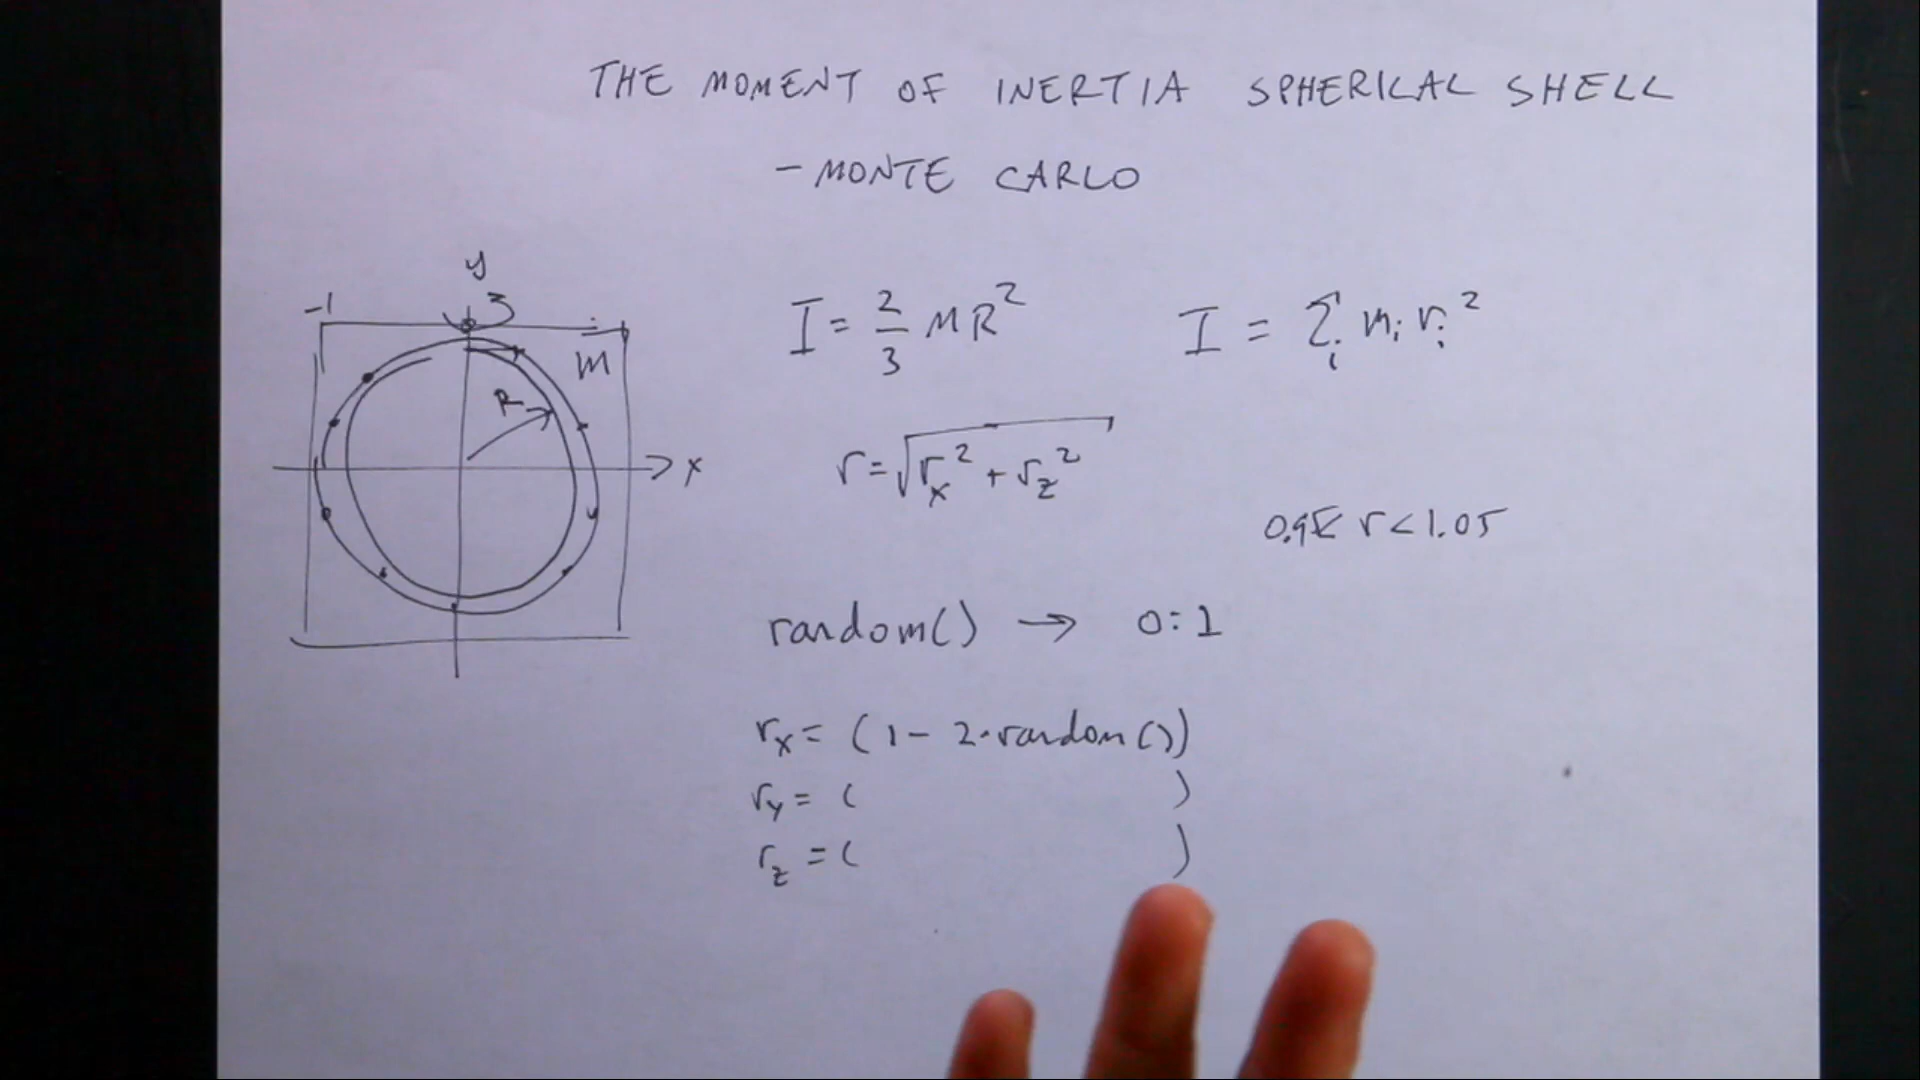 THE MOMENT OF INERTIA SPHERICAL SHELL
- MONTE CARLO
y
-1
m
R
x
I = 2/3 MR²
I = Σᵢ mᵢ rᵢ²
r = √(rₓ² + r_z²)
0.95 < r < 1.05
random() → 0:1
rₓ = (1 - 2·random())
r_y = ( )
r_z = ( )